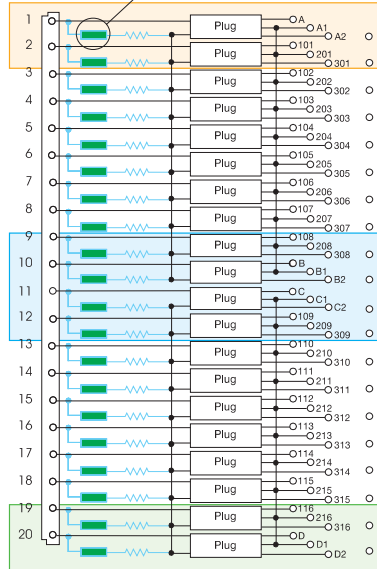 1 Plug A
A1
A2
2 Plug 101
201
301
3 Plug 102
202
302
4 Plug 103
203
303
5 Plug 104
204
304
6 Plug 105
205
305
7 Plug 106
206
306
8 Plug 107
207
307
9 Plug 108
208
308
10 Plug B
B1
B2
11 Plug C
C1
C2
12 Plug 109
209
309
13 Plug 110
210
310
14 Plug 111
211
311
15 Plug 112
212
312
16 Plug 113
213
313
17 Plug 114
214
314
18 Plug 115
215
315
19 Plug 116
216
316
20 Plug D
D1
D2